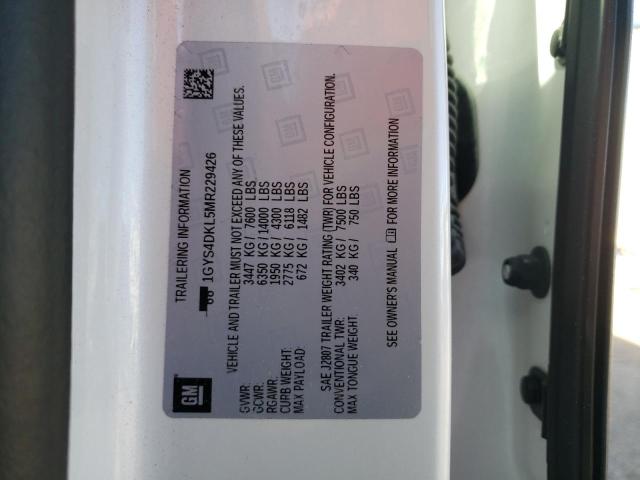 TRAILERING INFORMATION
1GYS4DKL5MR229426
VEHICLE AND TRAILER MUST NOT EXCEED ANY OF THESE VALUES.
GVWR: 3447 KG / 7600 LBS
GCWR: 6350 KG / 14000 LBS
RGAWR: 1950 KG / 4300 LBS
CURB WEIGHT: 2775 KG / 6118 LBS
MAX PAYLOAD: 672 KG / 1482 LBS
SAE J2807 TRAILER WEIGHT RATING (TWR) FOR VEHICLE CONFIGURATION.
CONVENTIONAL TWR: 3402 KG / 7500 LBS
MAX TONGUE WEIGHT: 340 KG / 750 LBS
SEE OWNER'S MANUAL FOR MORE INFORMATION
GM